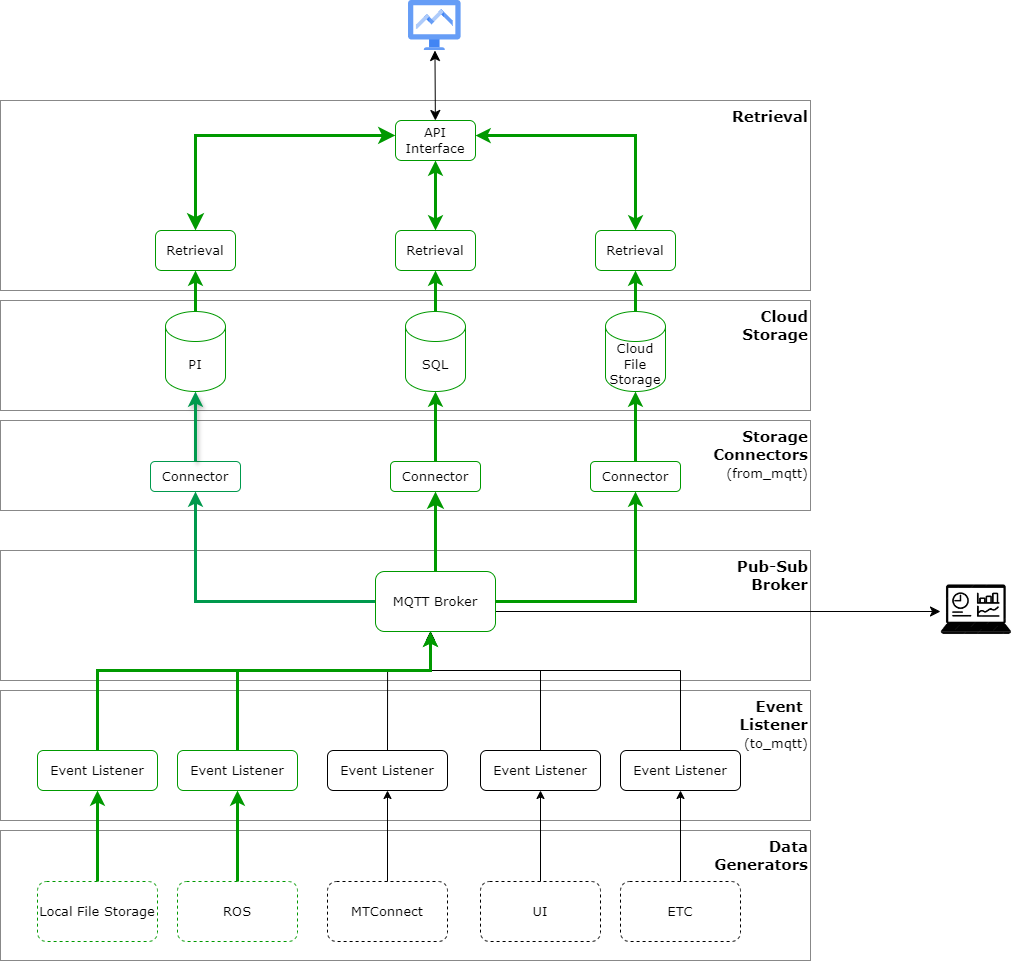 Retrieval
API
Interface
Retrieval
Retrieval
Retrieval
Cloud
Storage
PI
SQL
Cloud
File
Storage
Storage
Connectors
(from_mqtt)
Connector
Connector
Connector
Pub-Sub
Broker
MQTT Broker
Event
Listener
(to_mqtt)
Event Listener
Event Listener
Event Listener
Event Listener
Event Listener
Data
Generators
Local File Storage
ROS
MTConnect
UI
ETC